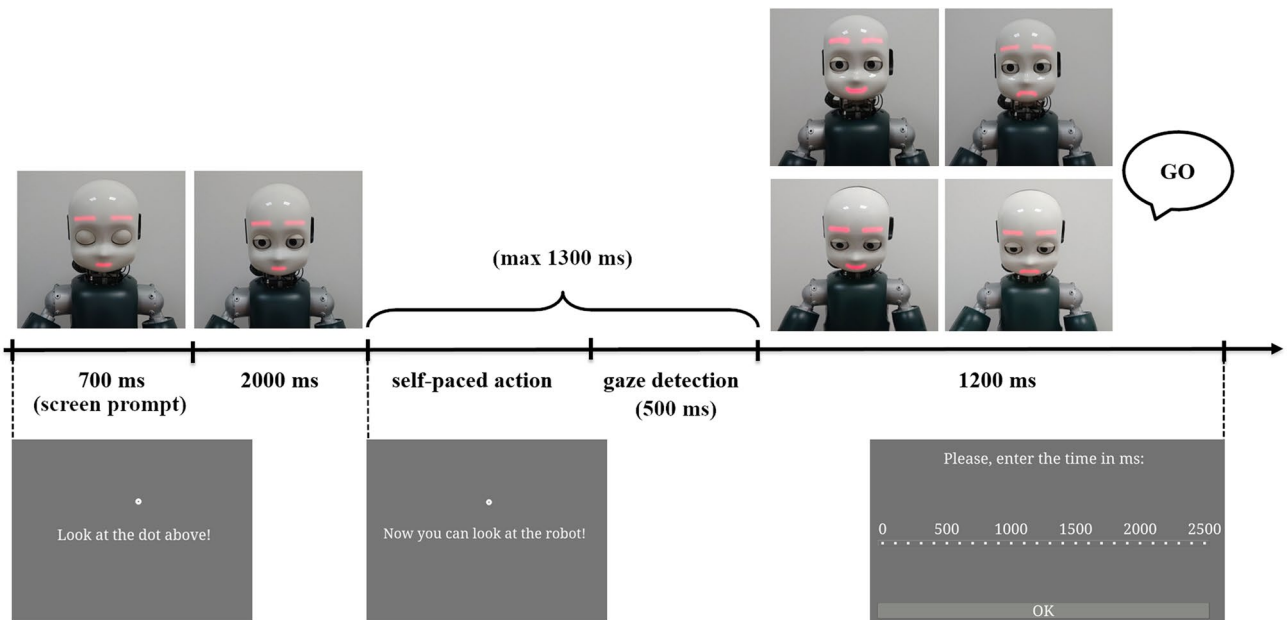 GO
(max 1300 ms)
700 ms
(screen prompt)
2000 ms
self-paced action
gaze detection
(500 ms)
1200 ms
Look at the dot above!
Now you can look at the robot!
Please, enter the time in ms:
0 500 1000 1500 2000 2500
OK